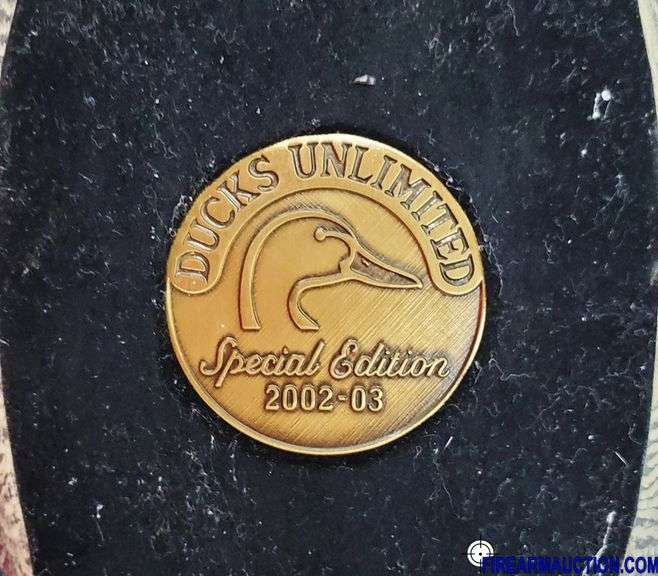 DUCKS UNLIMITED
Special Edition
2002-03
FIREARMAUCTION.COM